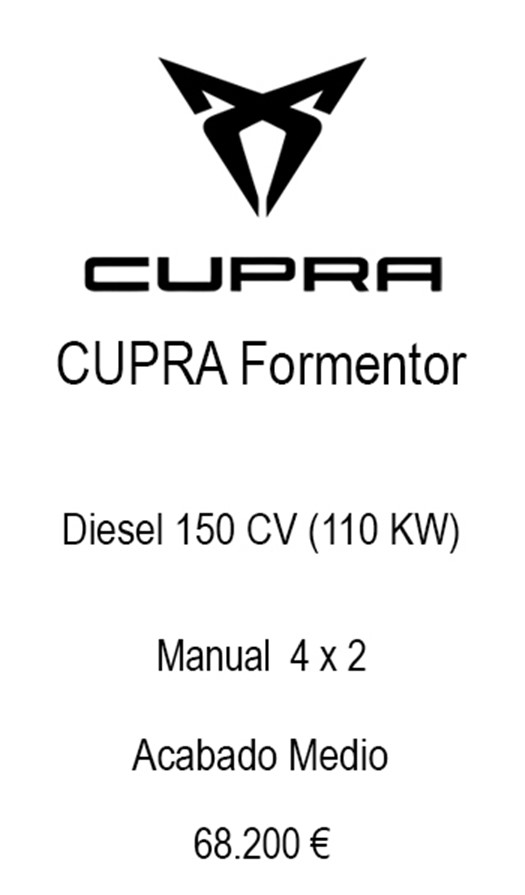 CUPRA
CUPRA Formentor
Diesel 150 CV (110 KW)
Manual 4 x 2
Acabado Medio
68.200 €